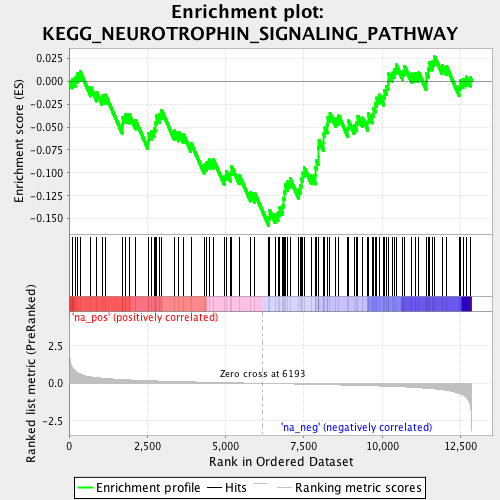 Enrichment plot:
KEGG_NEUROTROPHIN_SIGNALING_PATHWAY
Enrichment score (ES)
0.025
0.000
-0.025
-0.050
-0.075
-0.100
-0.125
-0.150
'na_pos' (positively correlated)
Ranked list metric (PreRanked)
2.5
0.0
-2.5
Zero cross at 6193
'na_neg' (negatively correlated)
0
2,500
5,000
7,500
10,000
12,500
Rank in Ordered Dataset
Enrichment profile
Hits
Ranking metric scores